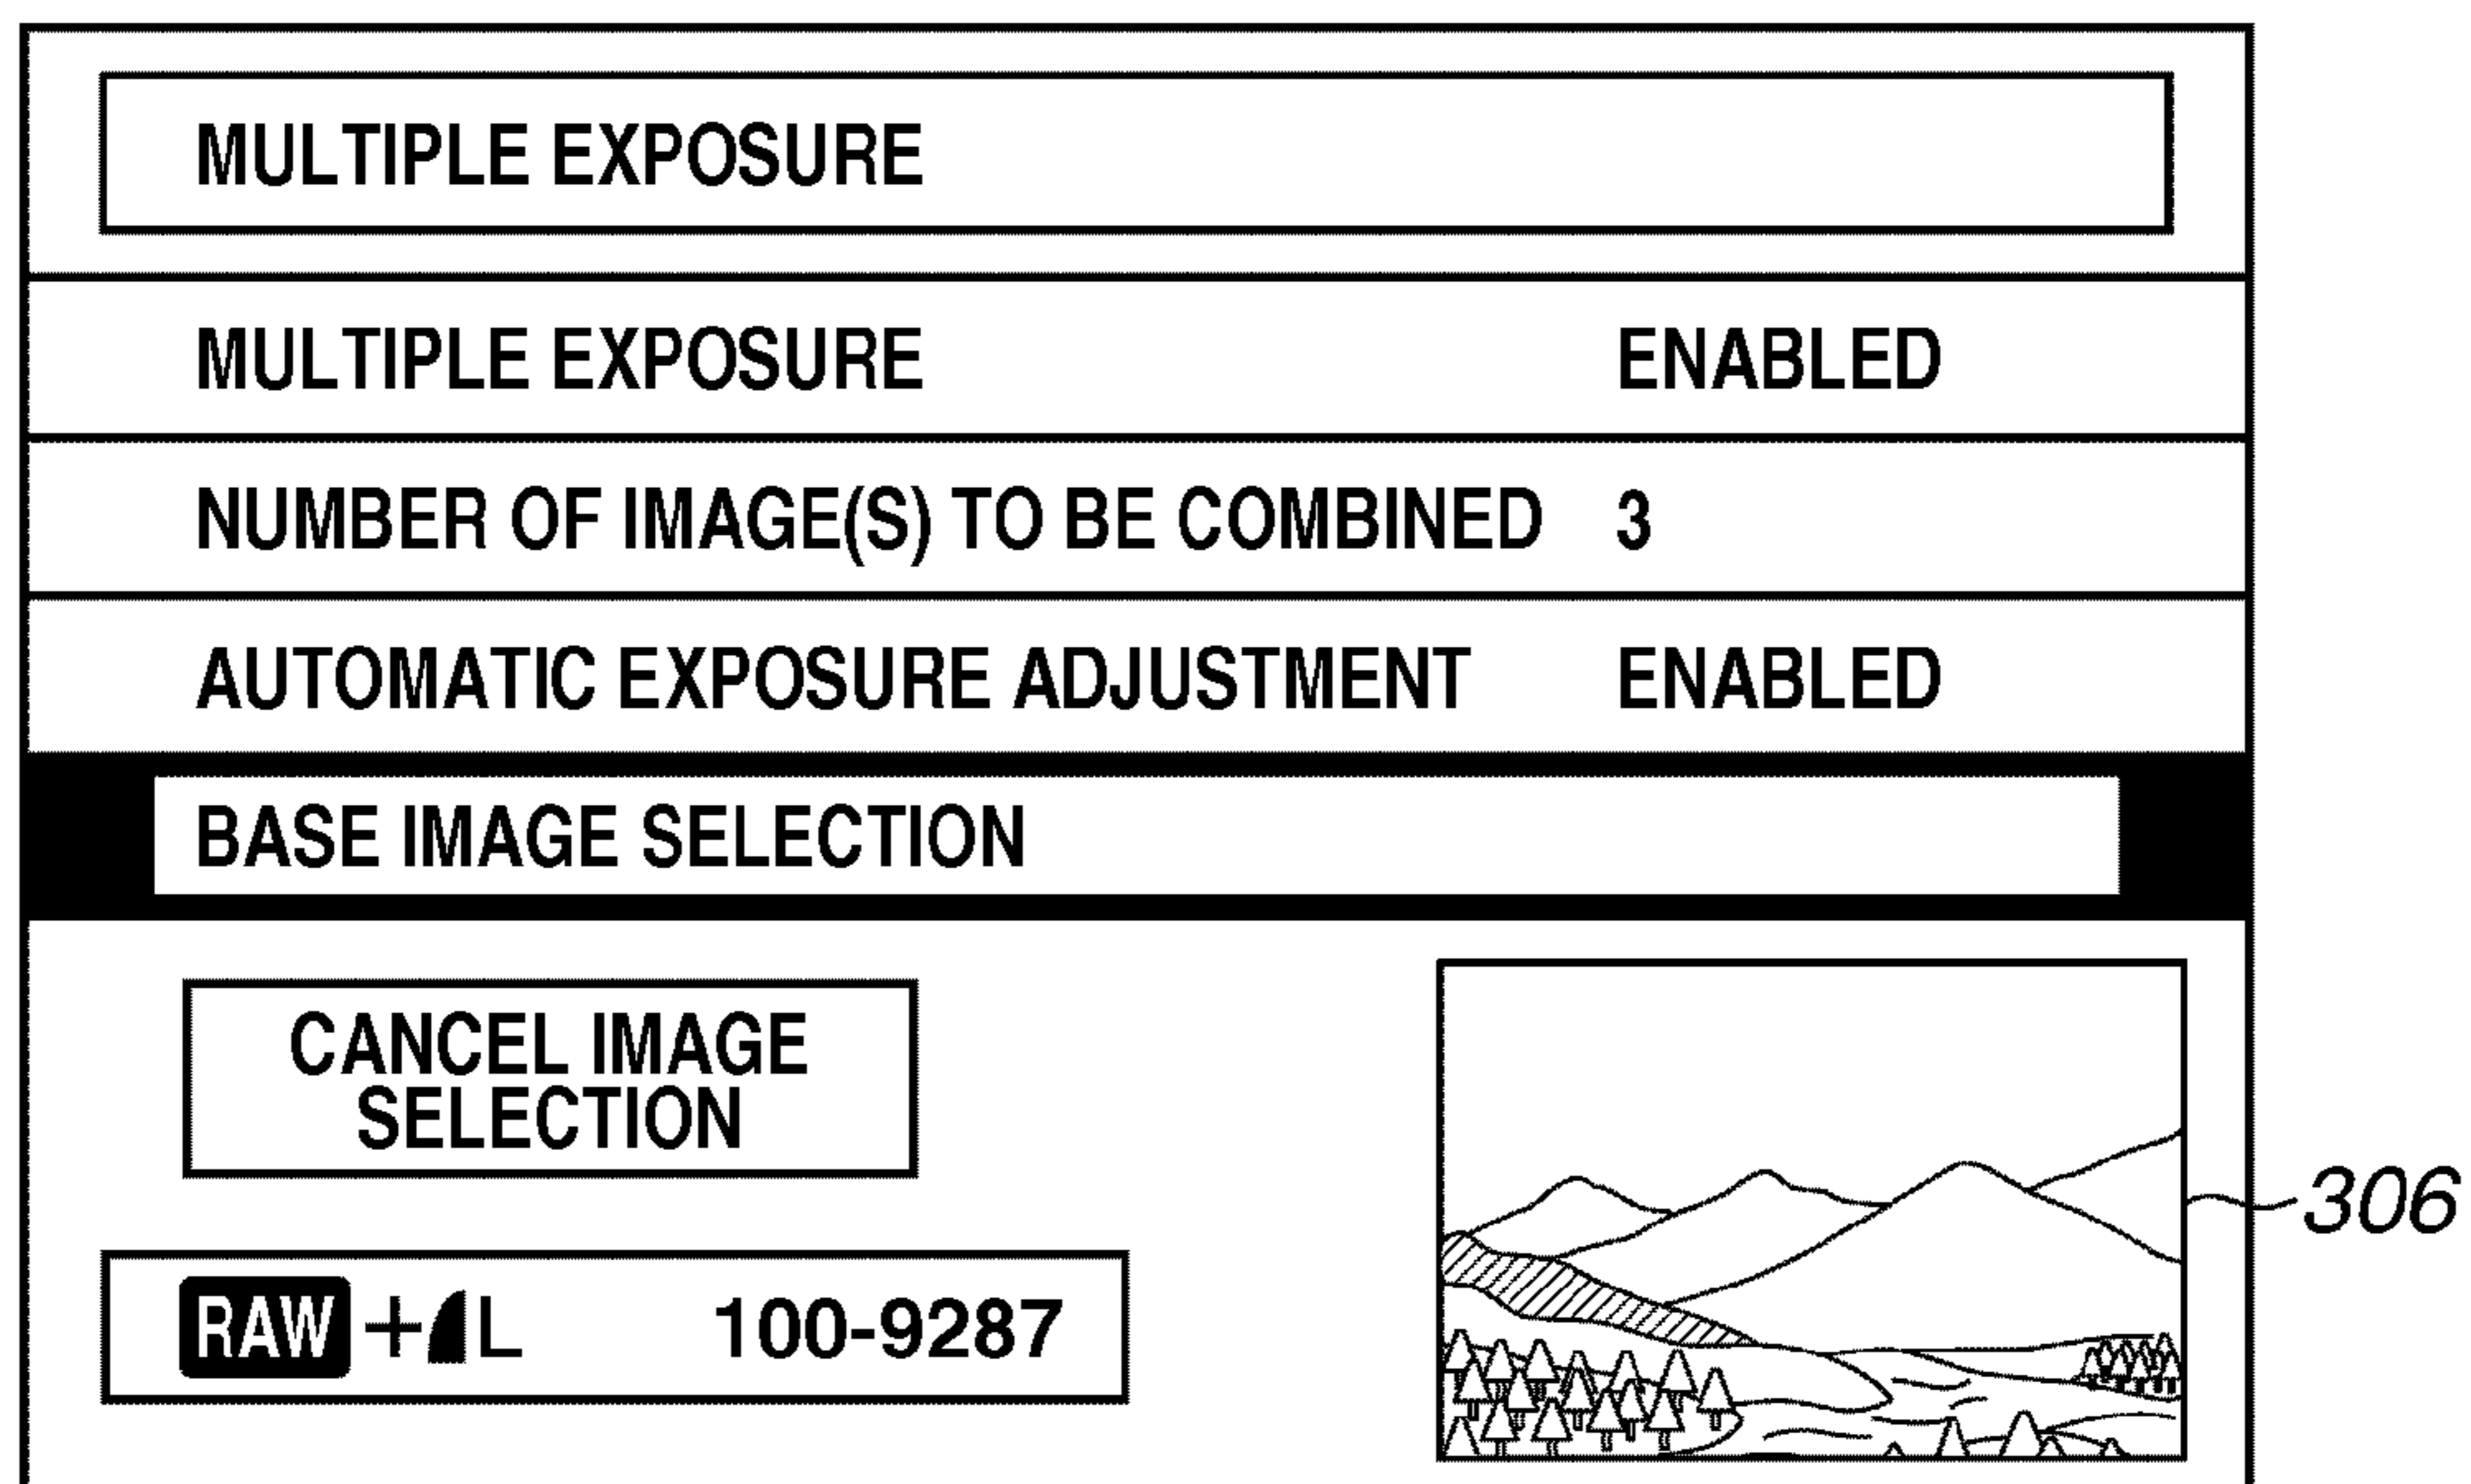 MULTIPLE EXPOSURE
MULTIPLE EXPOSURE ENABLED
NUMBER OF IMAGE(S) TO BE COMBINED 3
AUTOMATIC EXPOSURE ADJUSTMENT ENABLED
BASE IMAGE SELECTION
CANCEL IMAGE
SELECTION
306
RAW+L 100-9287